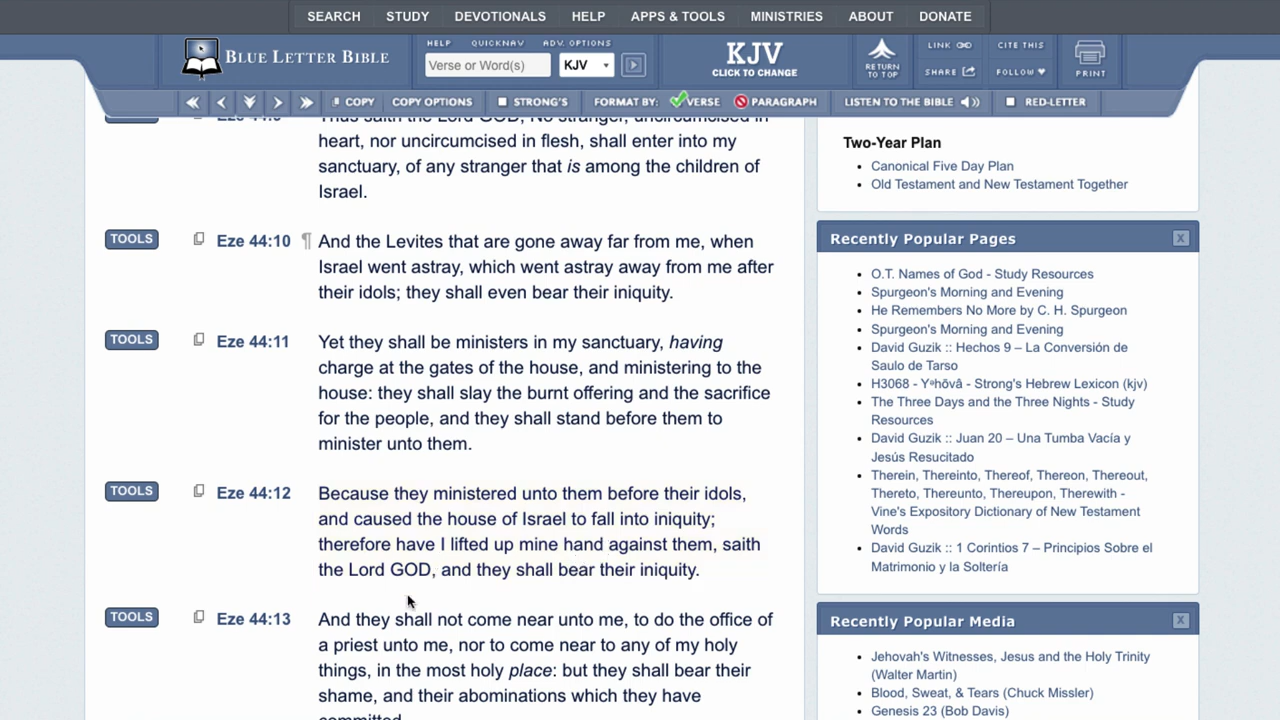 SEARCH STUDY DEVOTIONALS HELP APPS & TOOLS MINISTRIES ABOUT DONATE
BLUE LETTER BIBLE
HELP QUICKNAV ADV. OPTIONS
Verse or Word(s) KJV
KJV
CLICK TO CHANGE
RETURN
TO TOP
LINK CITE THIS
SHARE FOLLOW
PRINT
COPY COPY OPTIONS STRONG'S FORMAT BY: VERSE PARAGRAPH LISTEN TO THE BIBLE RED-LETTER
Thus saith the Lord GOD; No stranger, uncircumcised in
heart, nor uncircumcised in flesh, shall enter into my
sanctuary, of any stranger that is among the children of
Israel.
TOOLS Eze 44:10 ¶ And the Levites that are gone away far from me, when
Israel went astray, which went astray away from me after
their idols; they shall even bear their iniquity.
TOOLS Eze 44:11 Yet they shall be ministers in my sanctuary, having
charge at the gates of the house, and ministering to the
house: they shall slay the burnt offering and the sacrifice
for the people, and they shall stand before them to
minister unto them.
TOOLS Eze 44:12 Because they ministered unto them before their idols,
and caused the house of Israel to fall into iniquity;
therefore have I lifted up mine hand against them, saith
the Lord GOD, and they shall bear their iniquity.
TOOLS Eze 44:13 And they shall not come near unto me, to do the office of
a priest unto me, nor to come near to any of my holy
things, in the most holy place: but they shall bear their
shame, and their abominations which they have
committed.
Two-Year Plan
• Canonical Five Day Plan
• Old Testament and New Testament Together
Recently Popular Pages X
• O.T. Names of God - Study Resources
• Spurgeon's Morning and Evening
• He Remembers No More by C. H. Spurgeon
• Spurgeon's Morning and Evening
• David Guzik :: Hechos 9 – La Conversión de
Saulo de Tarso
• H3068 - Yᵊhōvâ - Strong's Hebrew Lexicon (kjv)
• The Three Days and the Three Nights - Study
Resources
• David Guzik :: Juan 20 – Una Tumba Vacía y
Jesús Resucitado
• Therein, Thereinto, Thereof, Thereon, Thereout,
Thereto, Thereunto, Thereupon, Therewith -
Vine's Expository Dictionary of New Testament
Words
• David Guzik :: 1 Corintios 7 – Principios Sobre el
Matrimonio y la Soltería
Recently Popular Media X
• Jehovah's Witnesses, Jesus and the Holy Trinity
(Walter Martin)
• Blood, Sweat, & Tears (Chuck Missler)
• Genesis 23 (Bob Davis)